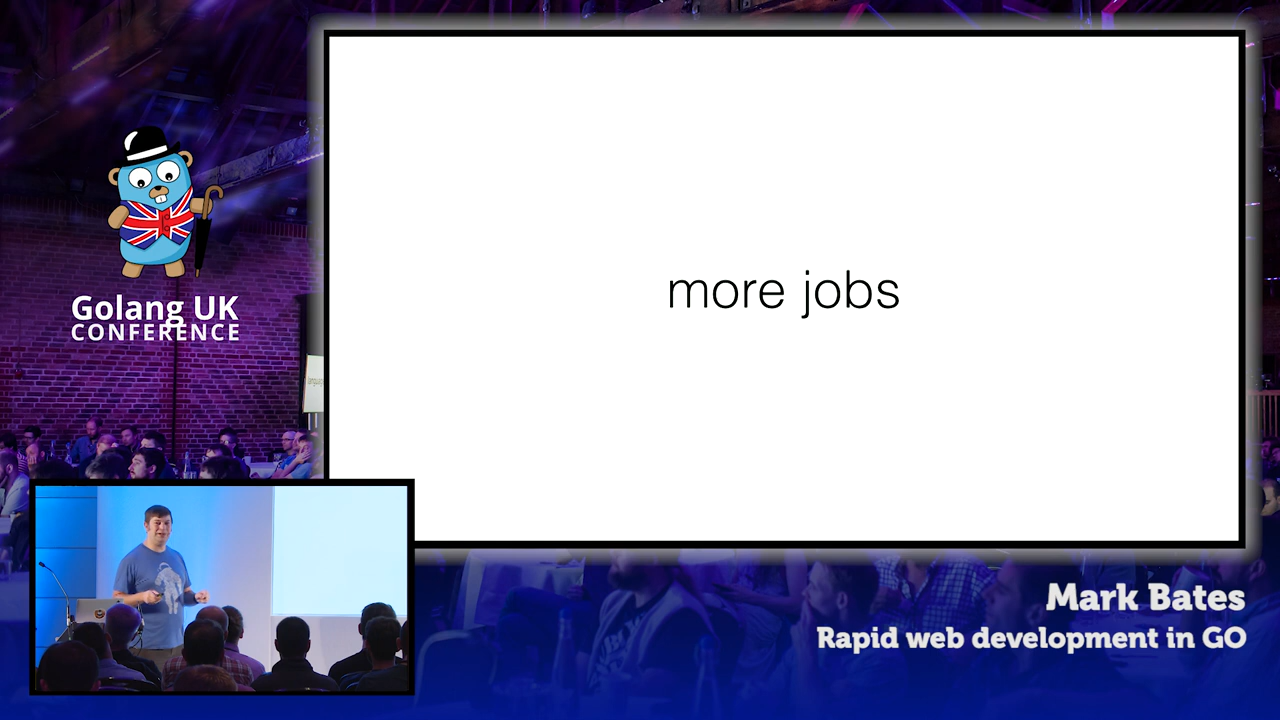 Golang UK
CONFERENCE
more jobs
Mark Bates
Rapid web development in GO